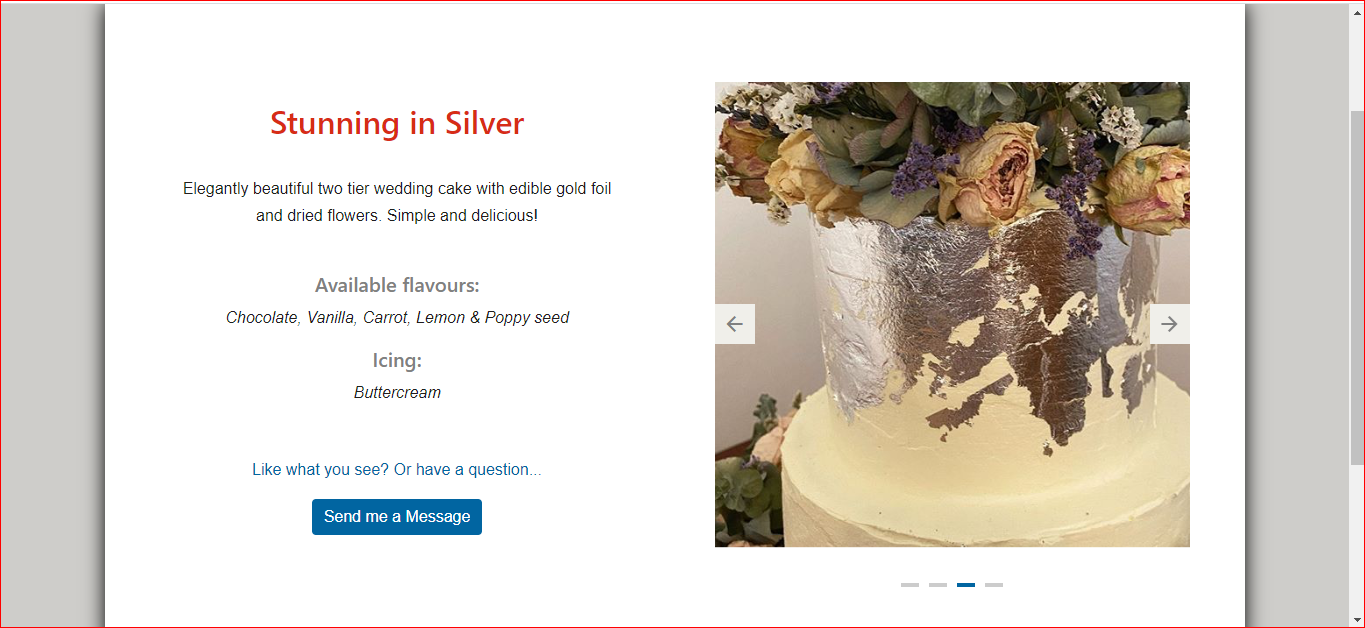 Stunning in Silver
Elegantly beautiful two tier wedding cake with edible gold foil
and dried flowers. Simple and delicious!
Available flavours:
Chocolate, Vanilla, Carrot, Lemon & Poppy seed
Icing:
Buttercream
Like what you see? Or have a question...
Send me a Message